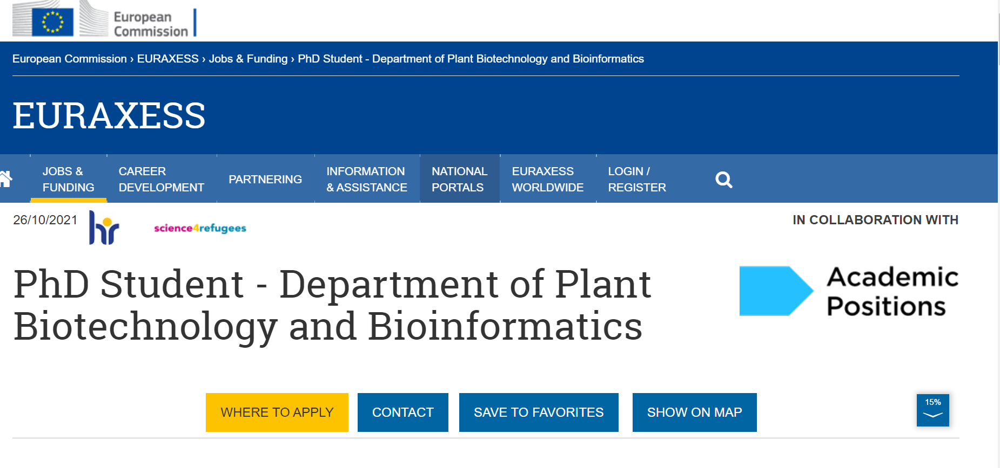 European
Commission
European Commission › EURAXESS › Jobs & Funding › PhD Student - Department of Plant Biotechnology and Bioinformatics
EURAXESS
JOBS &
FUNDING
CAREER
DEVELOPMENT
PARTNERING
INFORMATION
& ASSISTANCE
NATIONAL
PORTALS
EURAXESS
WORLDWIDE
LOGIN /
REGISTER
26/10/2021
hr
science4refugees
IN COLLABORATION WITH
PhD Student - Department of Plant
Biotechnology and Bioinformatics
Academic
Positions
WHERE TO APPLY
CONTACT
SAVE TO FAVORITES
SHOW ON MAP
15%